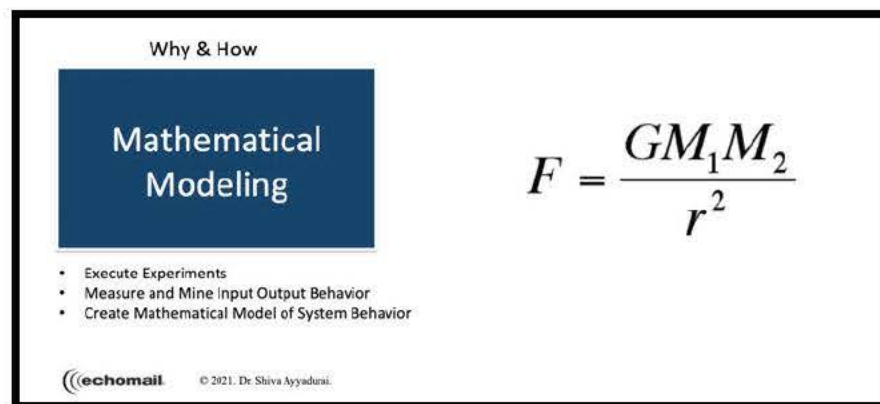 Why & How
Mathematical
Modeling
F = GM₁M₂ / r²
• Execute Experiments
• Measure and Mine Input Output Behavior
• Create Mathematical Model of System Behavior
(((echomail.
© 2021. Dr. Shiva Ayyadurai.